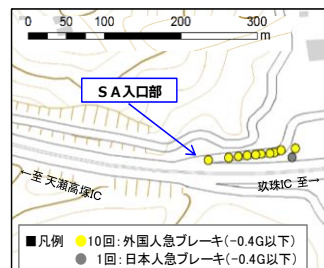 0 30 50 100 200 300
m
SA入口部
←至 天瀬高塚IC
玖珠IC 至→
■凡例 10回:外国人急ブレーキ(-0.4G以下)
1回:日本人急ブレーキ(-0.4G以下)